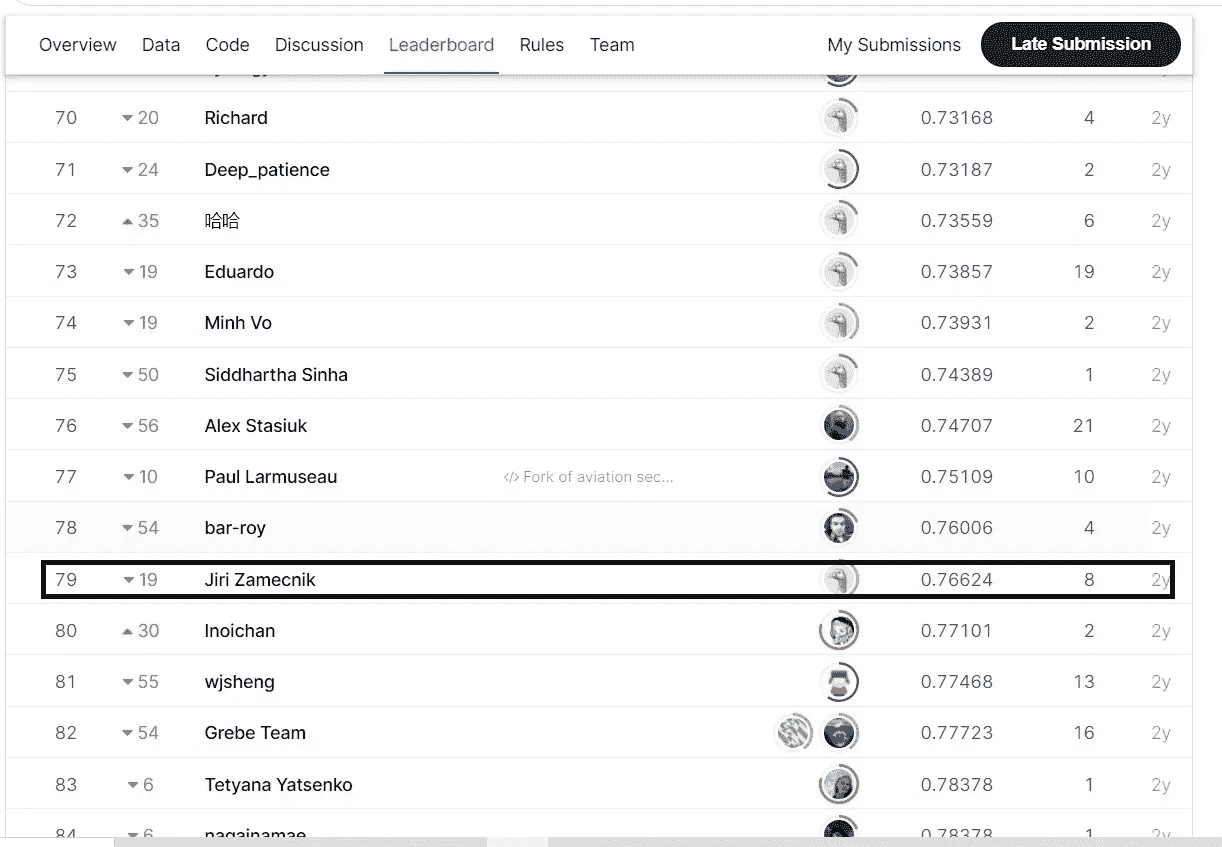 Overview Data Code Discussion Leaderboard Rules Team My Submissions Late Submission
70 ▼ 20 Richard 0.73168 4 2y
71 ▼ 24 Deep_patience 0.73187 2 2y
72 ▲ 35 哈哈 0.73559 6 2y
73 ▼ 19 Eduardo 0.73857 19 2y
74 ▼ 19 Minh Vo 0.73931 2 2y
75 ▼ 50 Siddhartha Sinha 0.74389 1 2y
76 ▼ 56 Alex Stasiuk 0.74707 21 2y
77 ▼ 10 Paul Larmuseau </> Fork of aviation sec... 0.75109 10 2y
78 ▼ 54 bar-roy 0.76006 4 2y
79 ▼ 19 Jiri Zamecnik 0.76624 8 2y
80 ▲ 30 Inoichan 0.77101 2 2y
81 ▼ 55 wjsheng 0.77468 13 2y
82 ▼ 54 Grebe Team 0.77723 16 2y
83 ▼ 6 Tetyana Yatsenko 0.78378 1 2y
84 ▼ 6 nagainamae 0.78378 1 2y